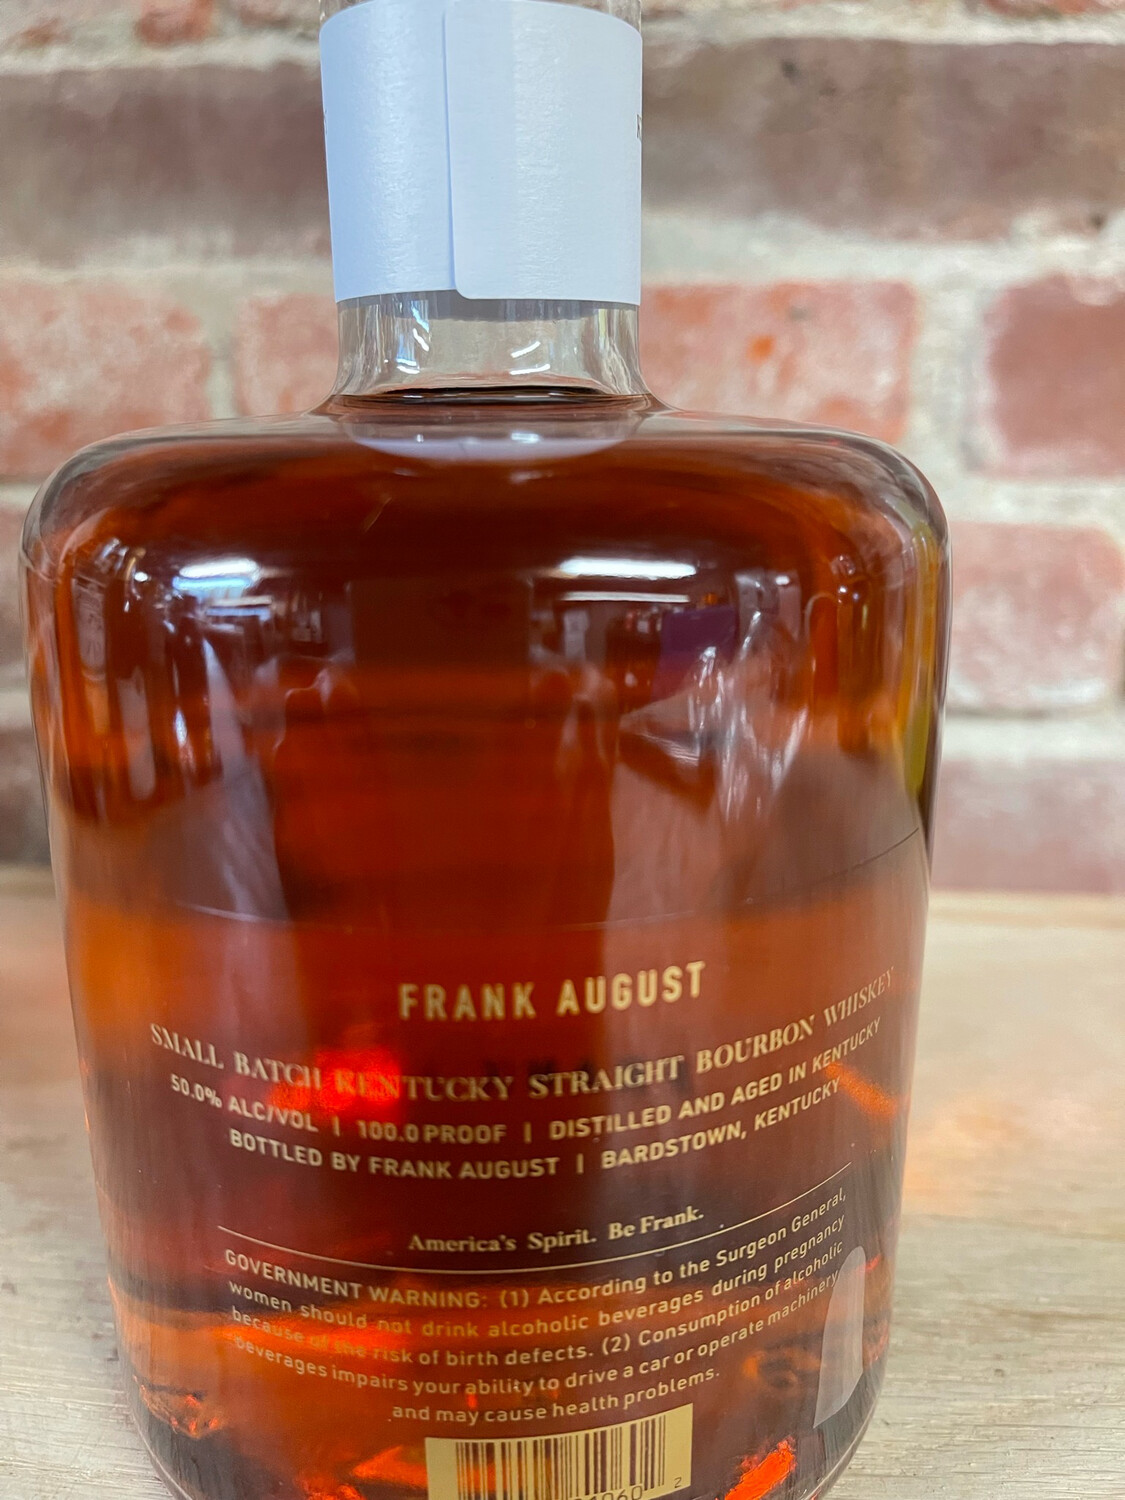 FRANK AUGUST
SMALL BATCH KENTUCKY STRAIGHT BOURBON WHISKEY
50.0% ALC/VOL | 100.0 PROOF | DISTILLED AND AGED IN KENTUCKY
BOTTLED BY FRANK AUGUST | BARDSTOWN, KENTUCKY
America's Spirit. Be Frank.
GOVERNMENT WARNING: (1) According to the Surgeon General,
women should not drink alcoholic beverages during pregnancy
because of the risk of birth defects. (2) Consumption of alcoholic
beverages impairs your ability to drive a car or operate machinery
and may cause health problems.
2